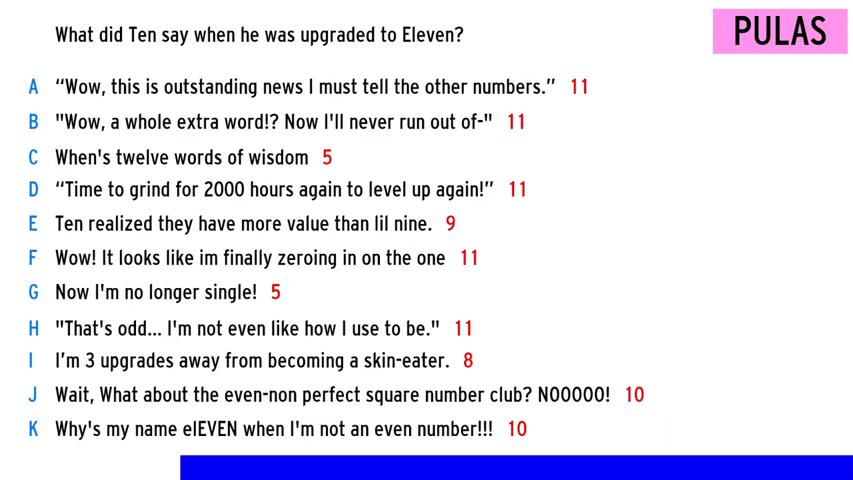 What did Ten say when he was upgraded to Eleven?
PULAS
A “Wow, this is outstanding news I must tell the other numbers.” 11
B "Wow, a whole extra word!? Now I'll never run out of-" 11
C When's twelve words of wisdom 5
D “Time to grind for 2000 hours again to level up again!” 11
E Ten realized they have more value than lil nine. 9
F Wow! It looks like im finally zeroing in on the one 11
G Now I'm no longer single! 5
H "That's odd... I'm not even like how I use to be." 11
I I’m 3 upgrades away from becoming a skin-eater. 8
J Wait, What about the even-non perfect square number club? NOOOOO! 10
K Why's my name elEVEN when I'm not an even number!!! 10